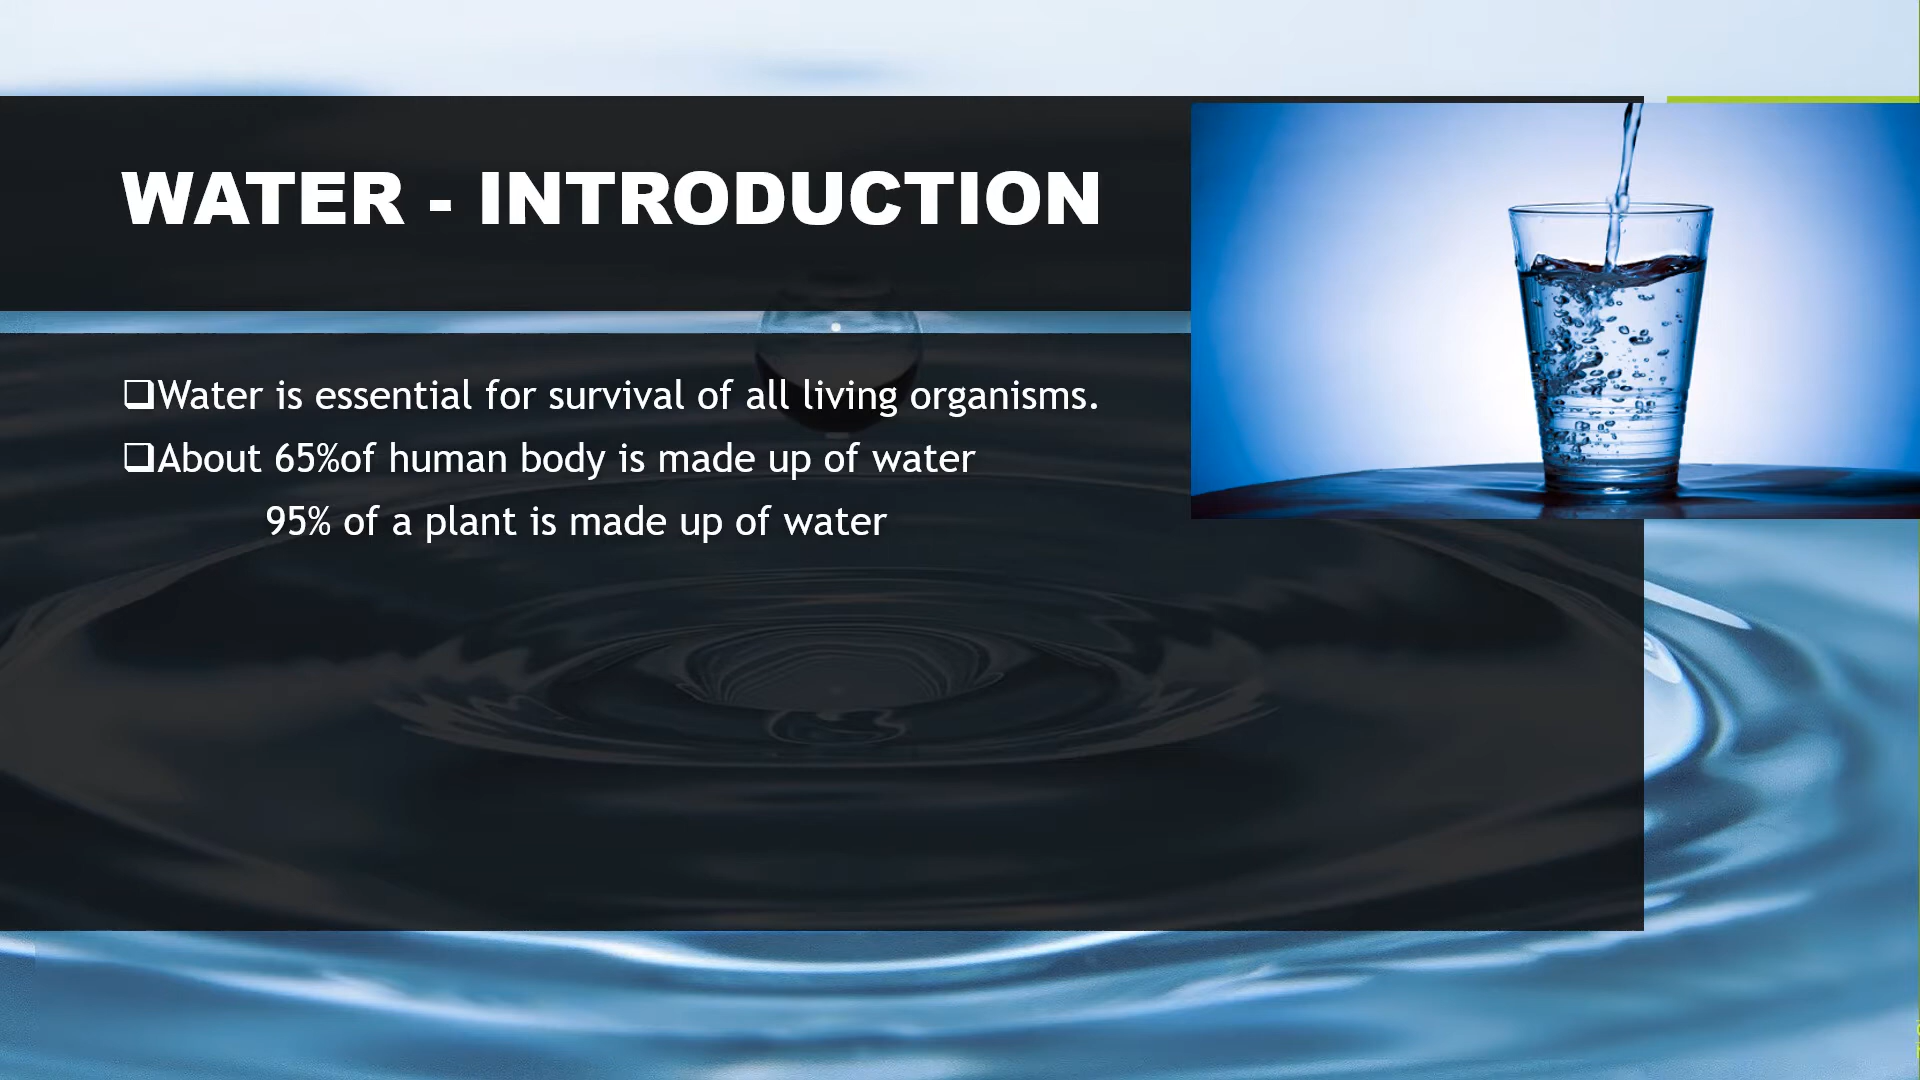 WATER - INTRODUCTION
❑Water is essential for survival of all living organisms.
❑About 65%of human body is made up of water
95% of a plant is made up of water